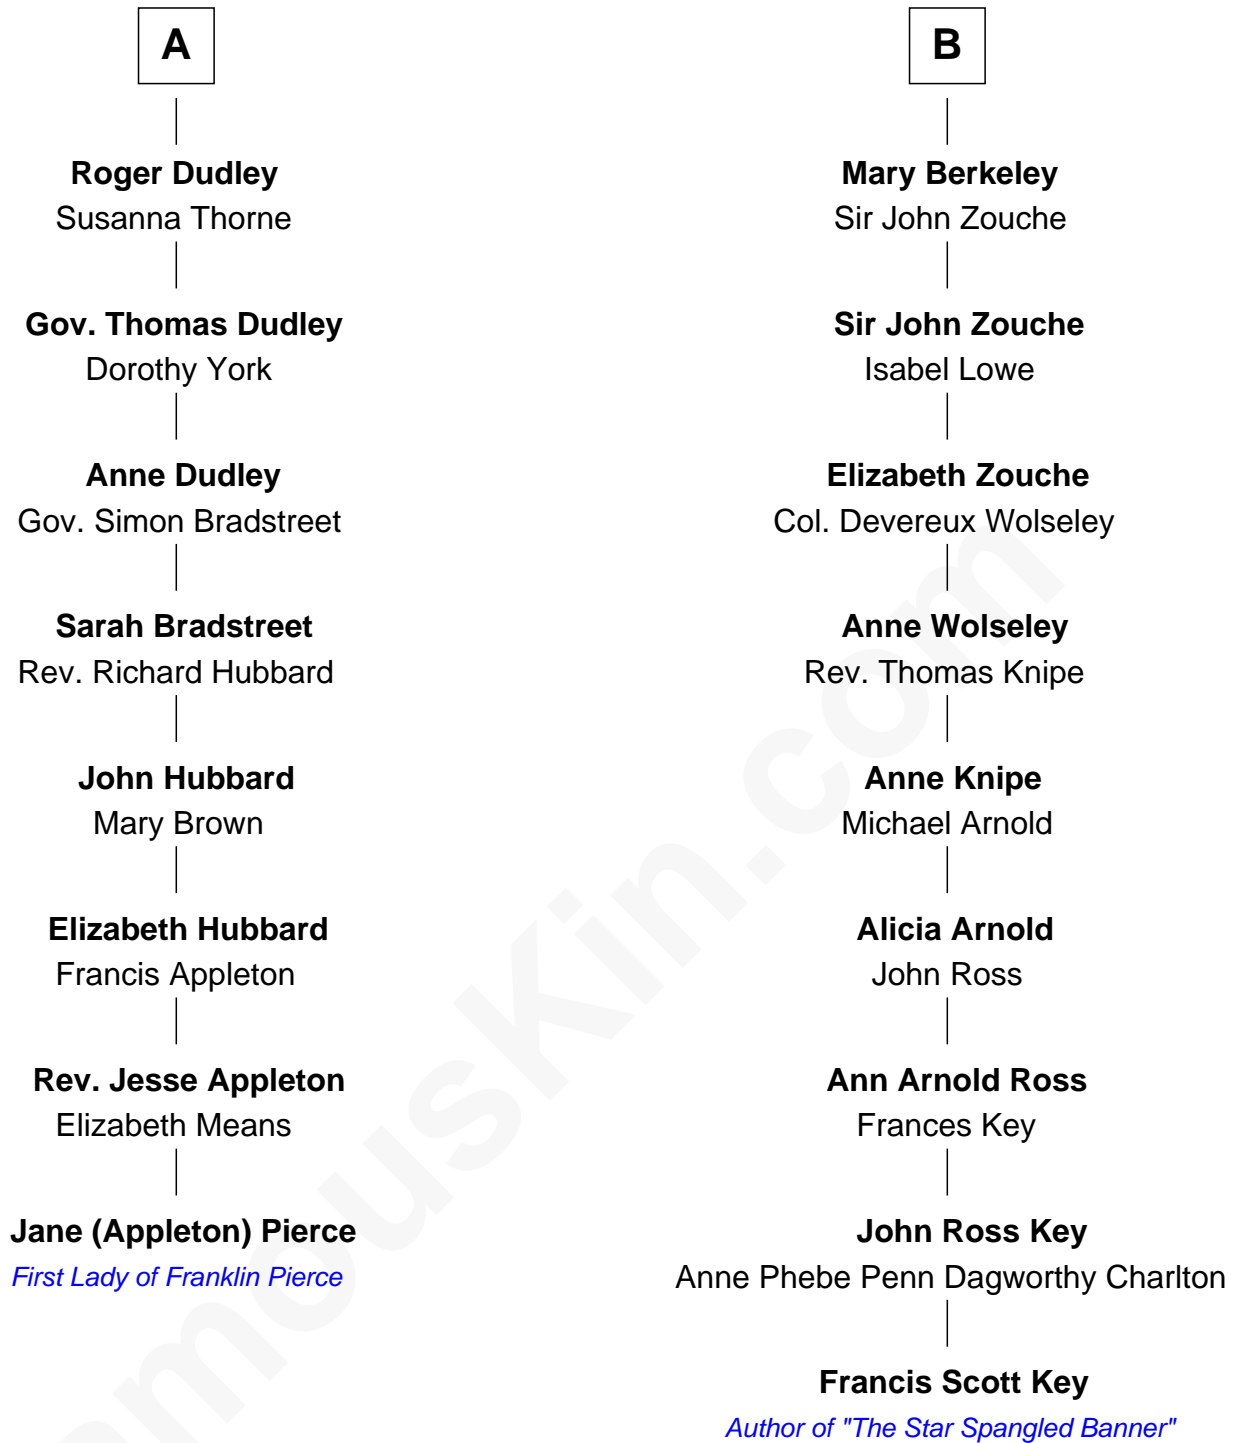 A
Roger Dudley
Susanna Thorne
Gov. Thomas Dudley
Dorothy York
Anne Dudley
Gov. Simon Bradstreet
Sarah Bradstreet
Rev. Richard Hubbard
John Hubbard
Mary Brown
Elizabeth Hubbard
Francis Appleton
Rev. Jesse Appleton
Elizabeth Means
Jane (Appleton) Pierce
First Lady of Franklin Pierce
B
Mary Berkeley
Sir John Zouche
Sir John Zouche
Isabel Lowe
Elizabeth Zouche
Col. Devereux Wolseley
Anne Wolseley
Rev. Thomas Knipe
Anne Knipe
Michael Arnold
Alicia Arnold
John Ross
Ann Arnold Ross
Frances Key
John Ross Key
Anne Phebe Penn Dagworthy Charlton
Francis Scott Key
Author of "The Star Spangled Banner"
amouskin.com